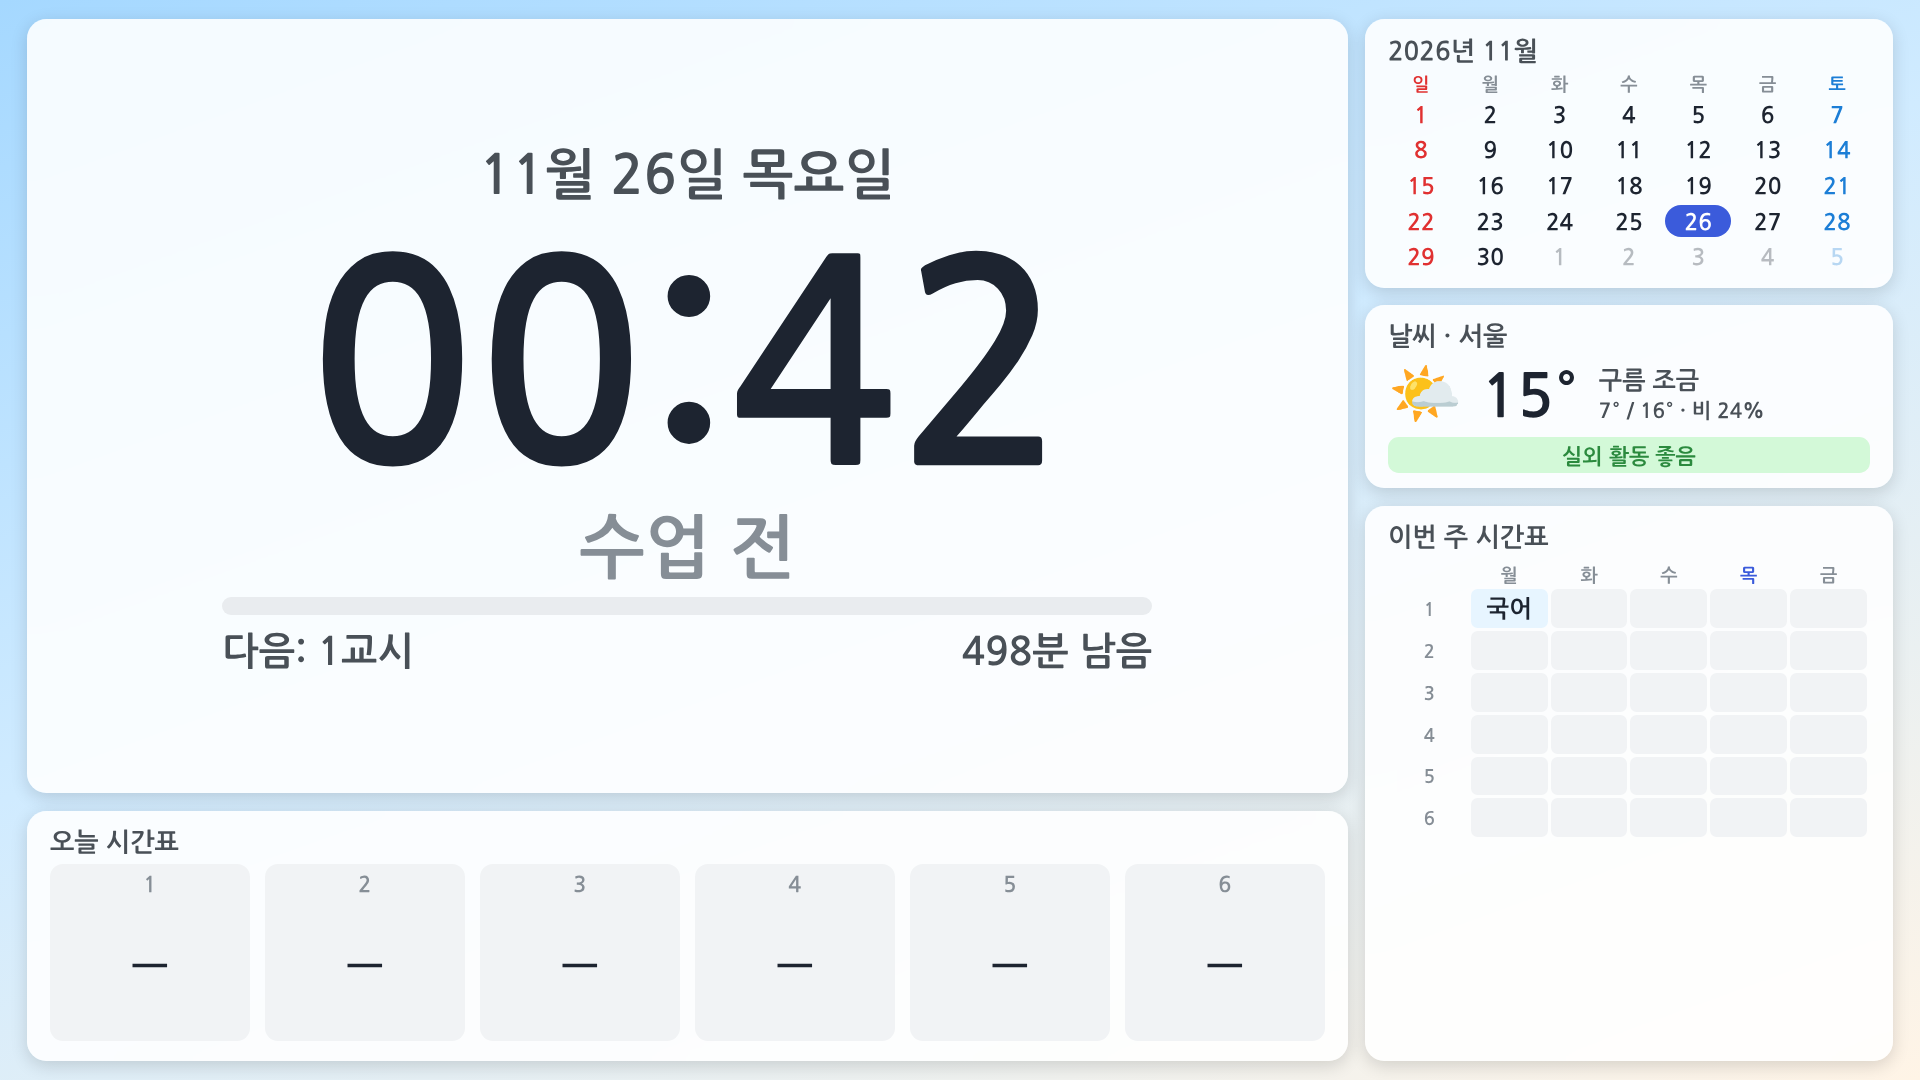 11월 26일 목요일
00:42
수업 전
다음: 1교시 498분 남음
오늘 시간표
1 2 3 4 5 6
— — — — — —
2026년 11월
일 월 화 수 목 금 토
1 2 3 4 5 6 7
8 9 10 11 12 13 14
15 16 17 18 19 20 21
22 23 24 25 26 27 28
29 30 1 2 3 4 5
날씨 · 서울
15° 구름 조금
7° / 16° · 비 24%
실외 활동 좋음
이번 주 시간표
월 화 수 목 금
1 국어
2
3
4
5
6